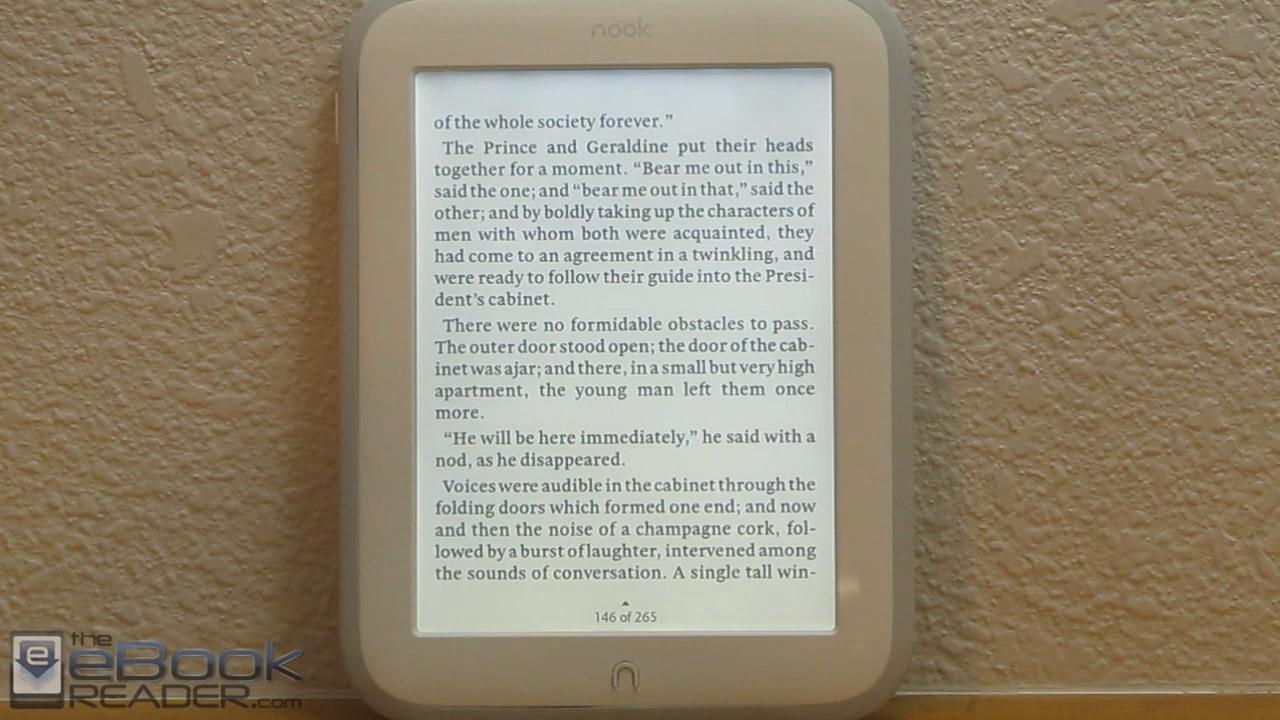 nook
of the whole society forever.”
The Prince and Geraldine put their heads
together for a moment. “Bear me out in this,”
said the one; and “bear me out in that,” said the
other; and by boldly taking up the characters of
men with whom both were acquainted, they
had come to an agreement in a twinkling, and
were ready to follow their guide into the Presi-
dent’s cabinet.
There were no formidable obstacles to pass.
The outer door stood open; the door of the cab-
inet was ajar; and there, in a small but very high
apartment, the young man left them once
more.
“He will be here immediately,” he said with a
nod, as he disappeared.
Voices were audible in the cabinet through the
folding doors which formed one end; and now
and then the noise of a champagne cork, fol-
lowed by a burst of laughter, intervened among
the sounds of conversation. A single tall win-
146 of 265
n
e
the
eBook
READER.com